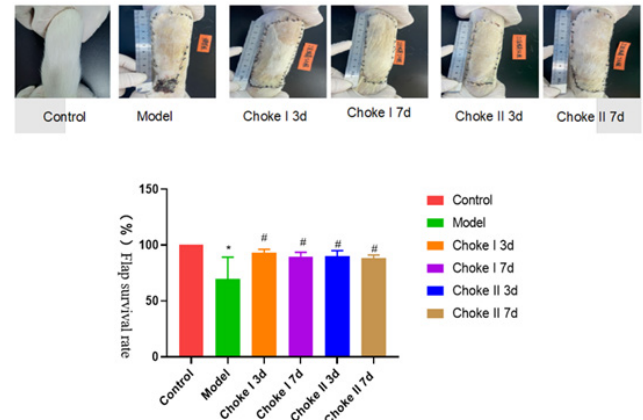 Control
Model
Choke I 3d
Choke I 7d
Choke II 3d
Choke II 7d
(%) Flap survival rate
150
100
50
0
*
#
#
#
#
Control
Model
Choke I 3d
Choke I 7d
Choke II 3d
Choke II 7d
Control
Model
Choke I 3d
Choke I 7d
Choke II 3d
Choke II 7d